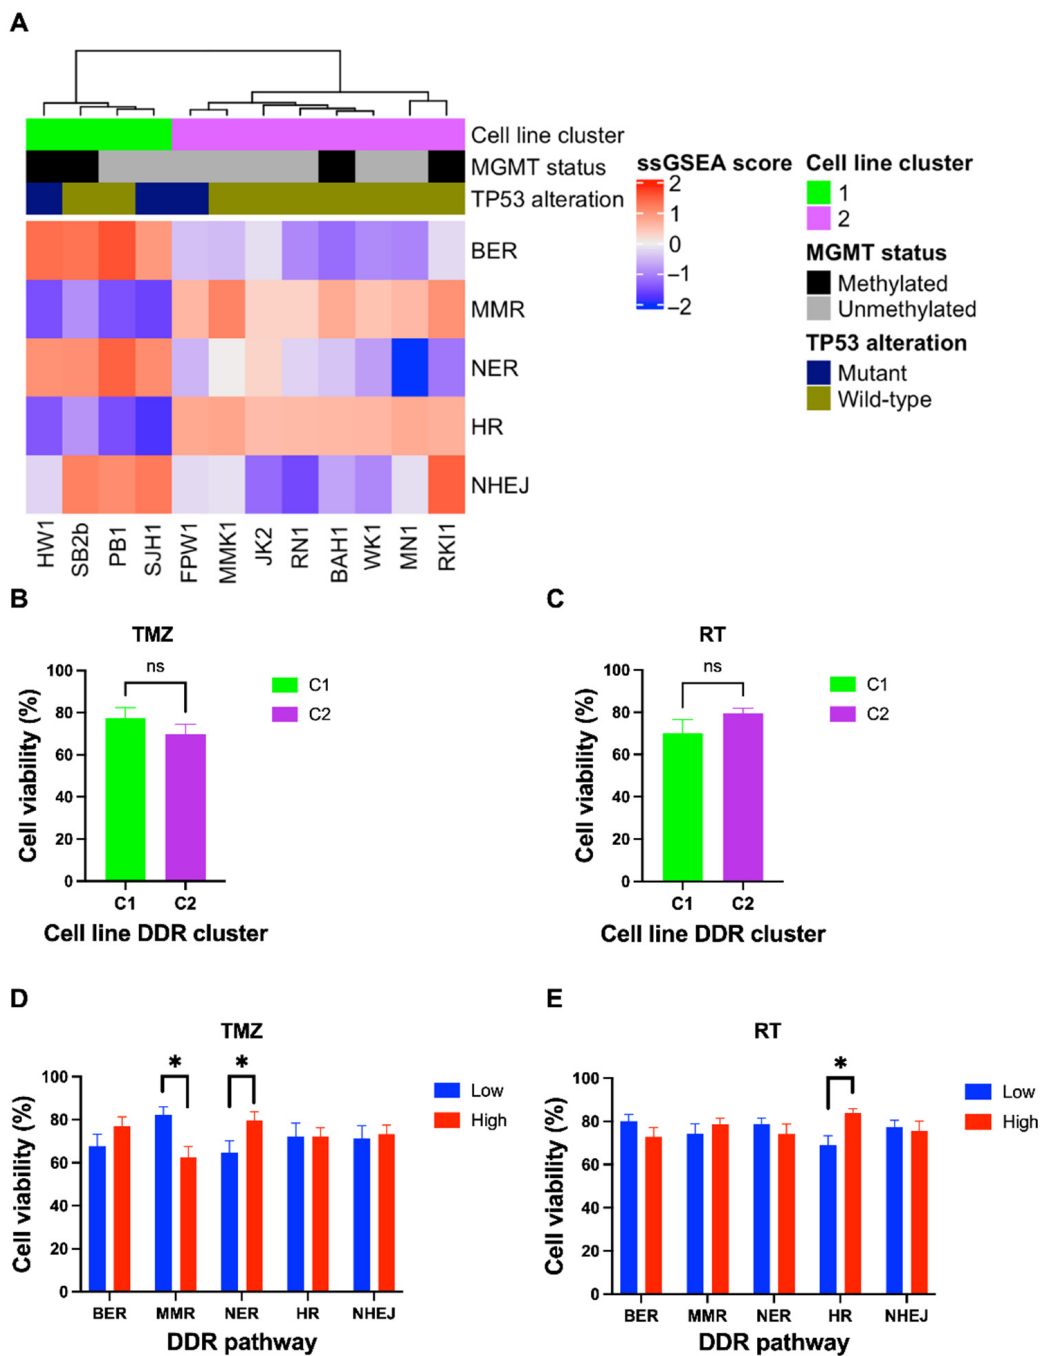 A
Cell line cluster
MGMT status
TP53 alteration
BER
MMR
NER
HR
NHEJ
HW1
SB2b
PB1
SJH1
FPW1
MMK1
JK2
RN1
BAH1
WK1
MN1
RKI1
ssGSEA score
2
1
0
−1
−2
Cell line cluster
1
2
MGMT status
Methylated
Unmethylated
TP53 alteration
Mutant
Wild-type
B
TMZ
ns
100
80
60
40
20
0
Cell viability (%)
C1
C2
Cell line DDR cluster
C1
C2
C
RT
ns
100
80
60
40
20
0
Cell viability (%)
C1
C2
Cell line DDR cluster
C1
C2
D
TMZ
* *
100
80
60
40
20
0
Cell viability (%)
BER MMR NER HR NHEJ
DDR pathway
Low
High
E
RT
*
100
80
60
40
20
0
Cell viability (%)
BER MMR NER HR NHEJ
DDR pathway
Low
High